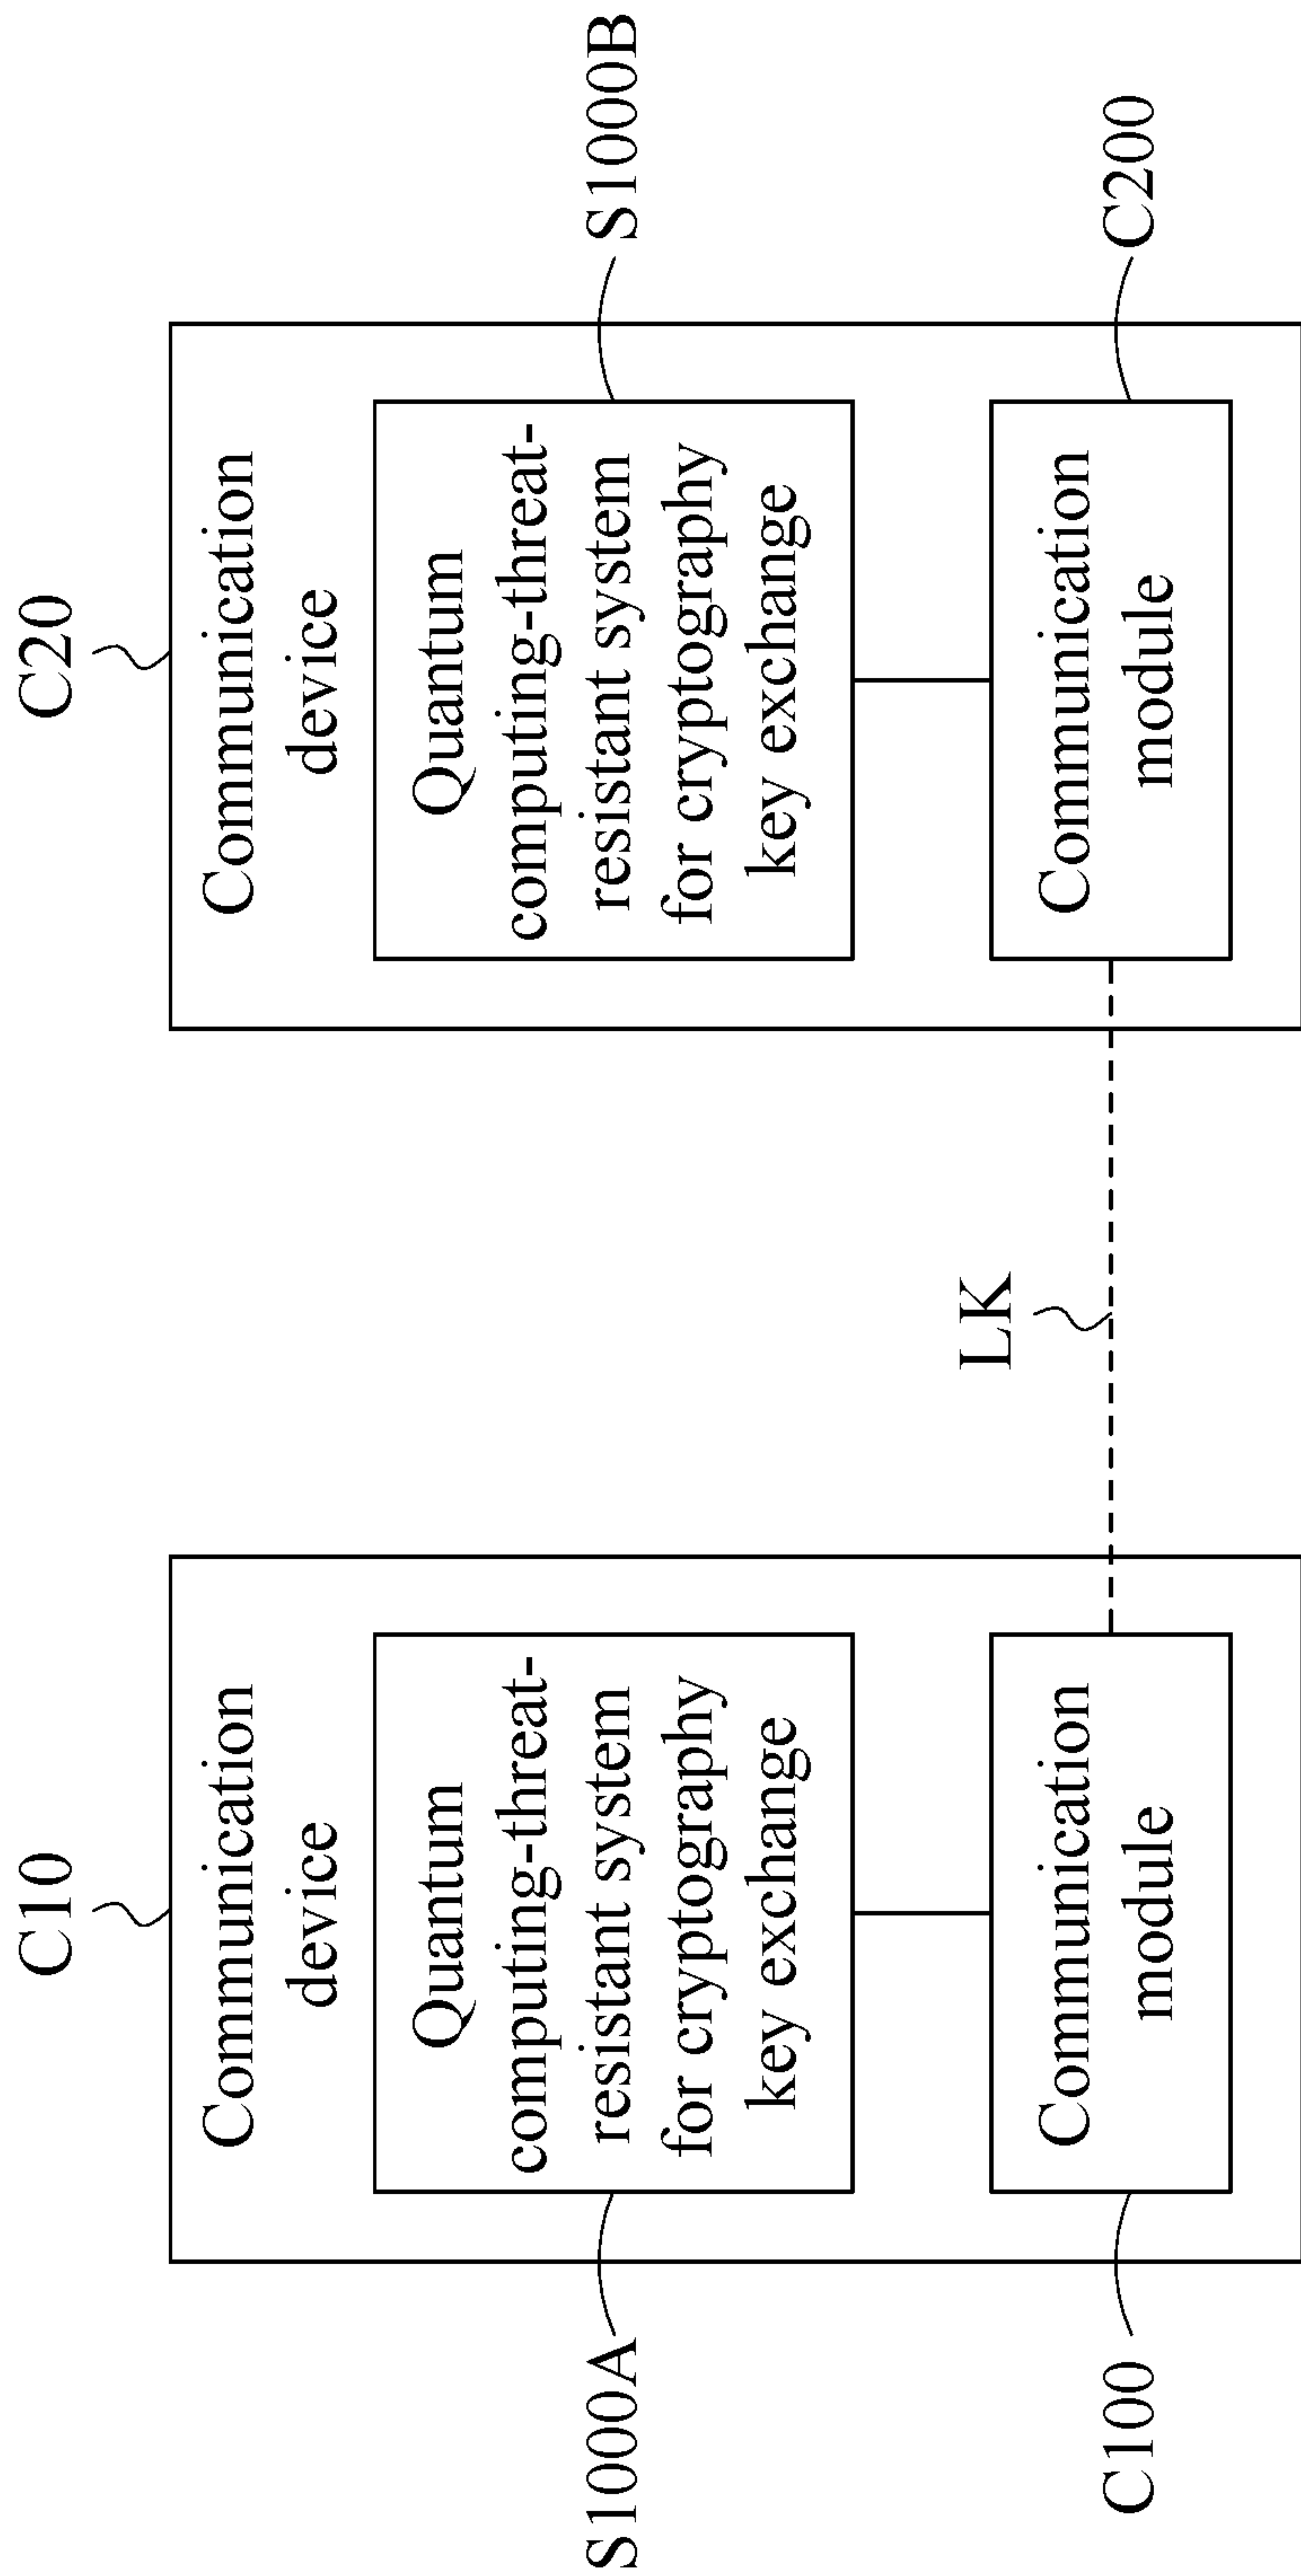 C10
Communication
device
S1000A
Quantum
computing-threat-
resistant system
for cryptography
key exchange
C100
Communication
module
LK
C20
Communication
device
Quantum
computing-threat-
resistant system
for cryptography
key exchange
S1000B
Communication
module
C200